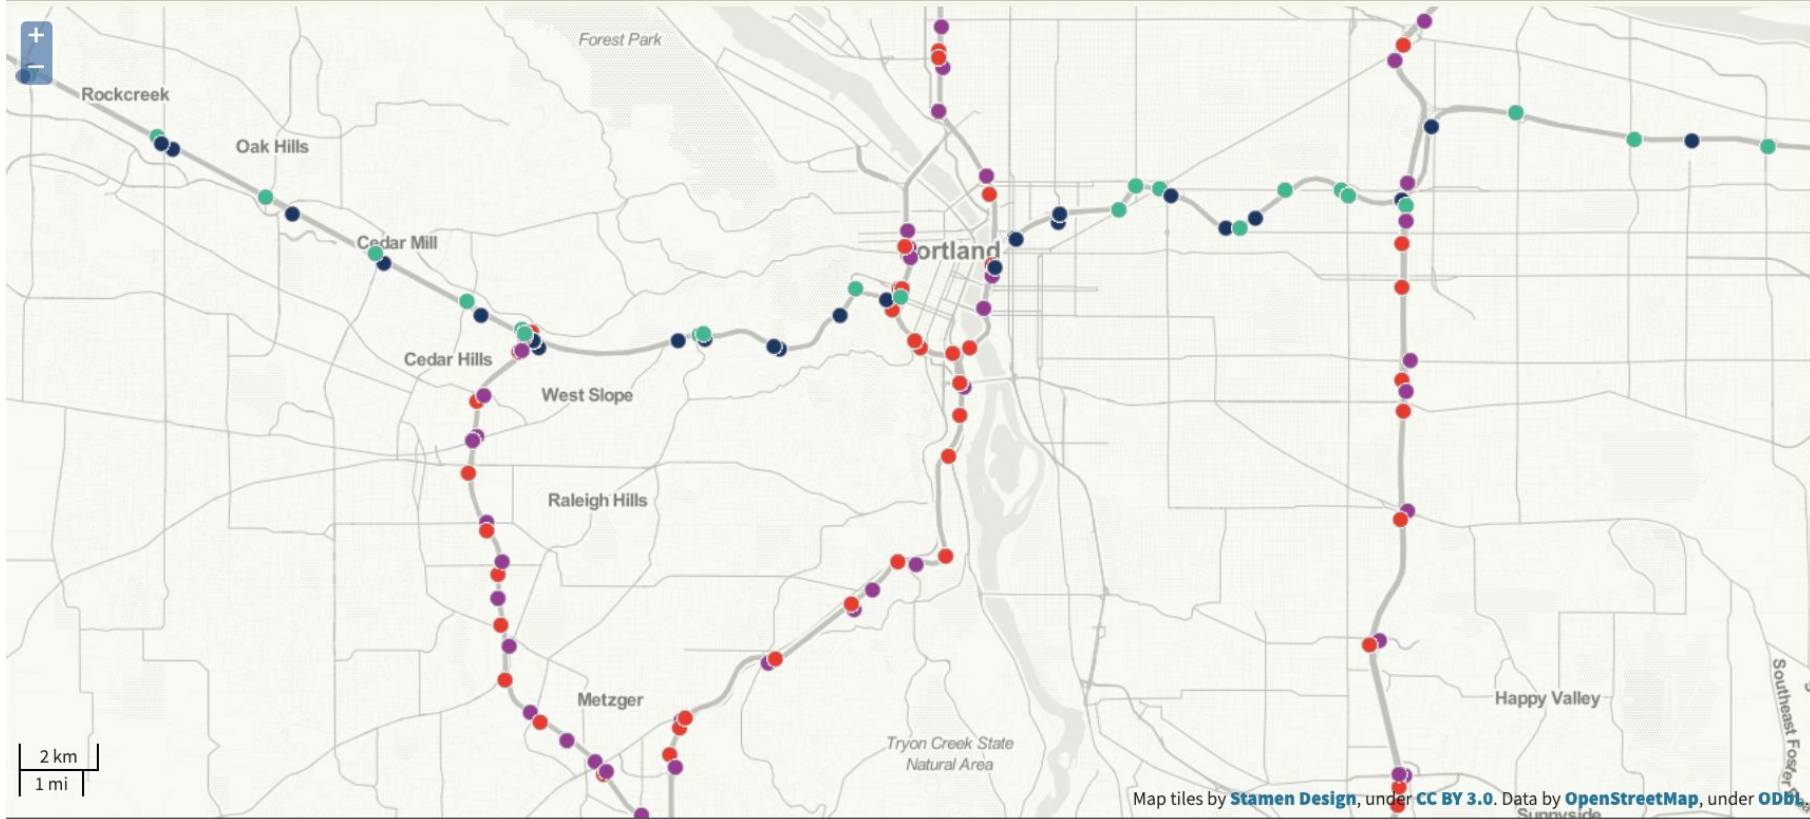 +
−
Forest Park
Rockcreek
Oak Hills
Cedar Mill
ortland
Cedar Hills
West Slope
Raleigh Hills
Metzger
Happy Valley
Tryon Creek State
Natural Area
2 km
1 mi
Map tiles by Stamen Design, under CC BY 3.0. Data by OpenStreetMap, under ODbL.
Sunnyside